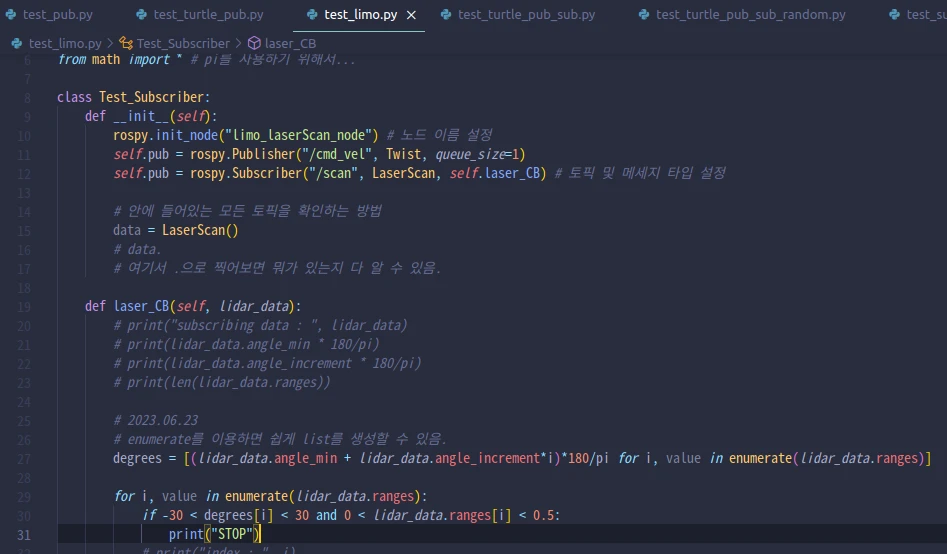 test_pub.py test_turtle_pub.py test_limo.py × test_turtle_pub_sub.py test_turtle_pub_sub_random.py
test_limo.py > Test_Subscriber > laser_CB
6 from math import * # pi를 사용하기 위해서...
7
8 class Test_Subscriber:
9     def __init__(self):
10         rospy.init_node("limo_laserScan_node") # 노드 이름 설정
11         self.pub = rospy.Publisher("/cmd_vel", Twist, queue_size=1)
12         self.pub = rospy.Subscriber("/scan", LaserScan, self.laser_CB) # 토픽 및 메세지 타입 설정
13
14         # 안에 들어있는 모든 토픽을 확인하는 방법
15         data = LaserScan()
16         # data.
17         # 여기서 .으로 찍어보면 뭐가 있는지 다 알 수 있음.
18
19     def laser_CB(self, lidar_data):
20         # print("subscribing data : ", lidar_data)
21         # print(lidar_data.angle_min * 180/pi)
22         # print(lidar_data.angle_increment * 180/pi)
23         # print(len(lidar_data.ranges))
24
25         # 2023.06.23
26         # enumerate를 이용하면 쉽게 list를 생성할 수 있음.
27         degrees = [(lidar_data.angle_min + lidar_data.angle_increment*i)*180/pi for i, value in enumerate(lidar_data.ranges)]
28
29         for i, value in enumerate(lidar_data.ranges):
30             if -30 < degrees[i] < 30 and 0 < lidar_data.ranges[i] < 0.5:
31                 print("STOP")
32             # print("index : ", i)